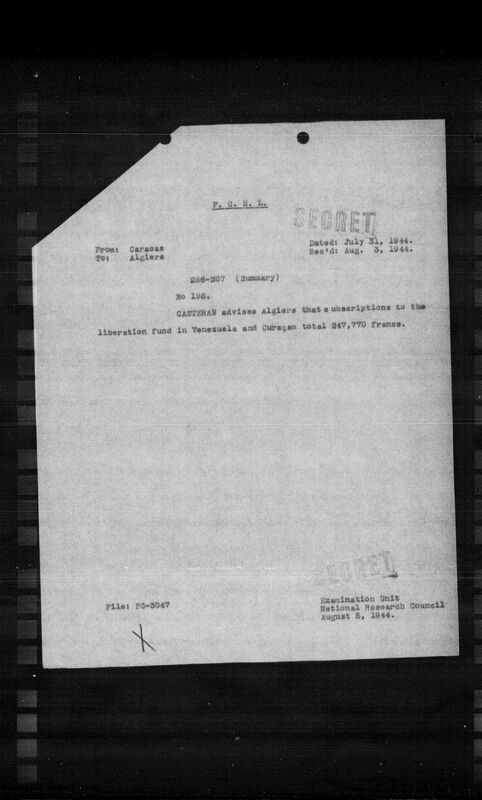 F. C. N. L.
SECRET
From: Caracas
To: Algiers
Dated: July 31, 1944.
Rec'd: Aug. 3, 1944.
286-287 (Summary)
No 196.
CASTERAN advises Algiers that subscriptions to the
liberation fund in Venezuela and Curaçao total 247,770 francs.
SECRET
File: FC-3047
Examination Unit
National Research Council
August 5, 1944.